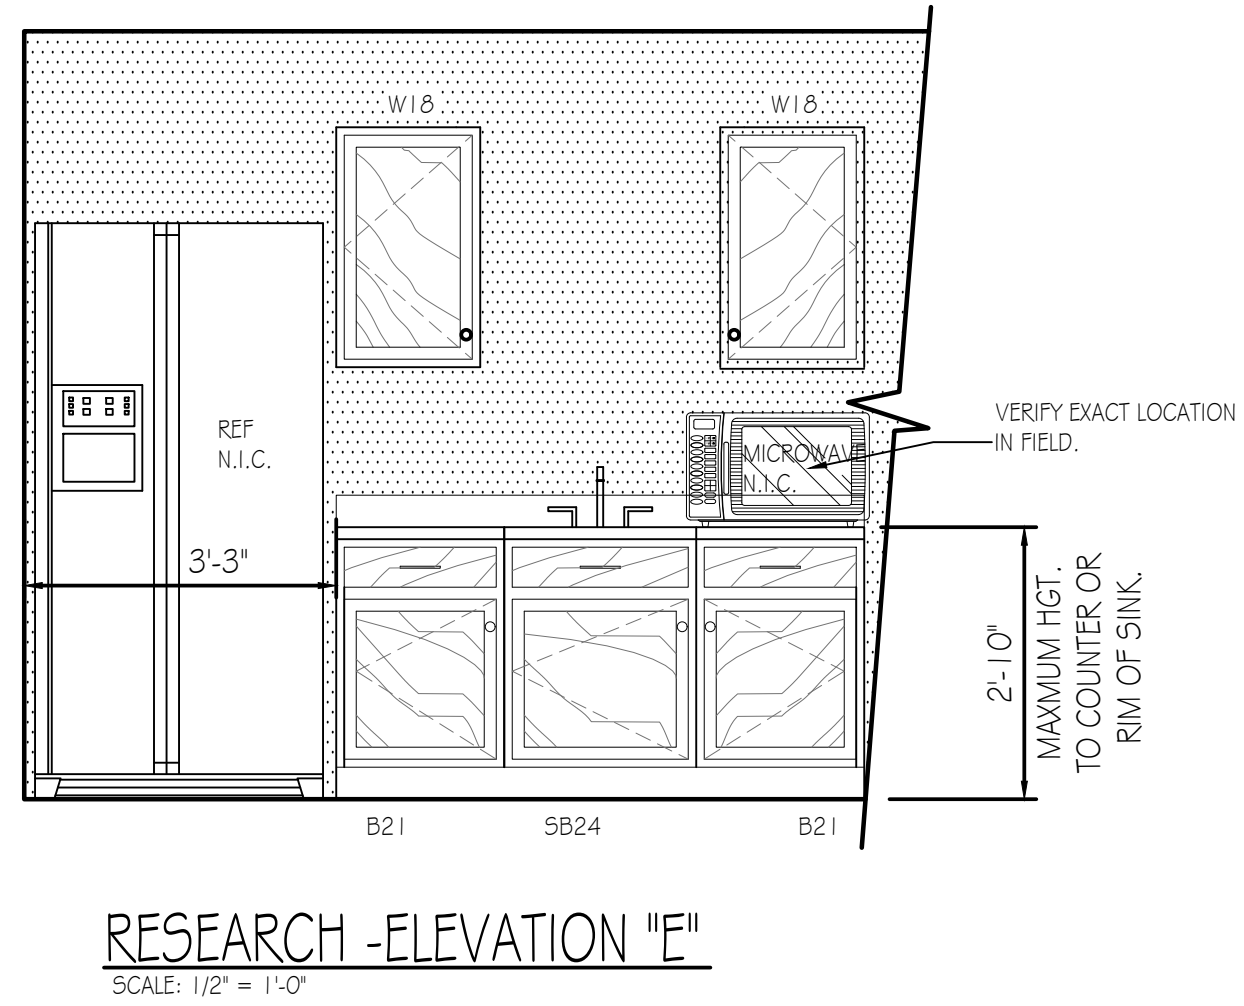 W18
W18
REF
N.I.C.
MICROWAVE
N.I.C.
VERIFY EXACT LOCATION
IN FIELD.
3'-3"
2'-10"
MAXMUM HGT.
TO COUNTER OR
RIM OF SINK.
B21
SB24
B21
RESEARCH -ELEVATION "E"
SCALE: 1/2" = 1'-0"